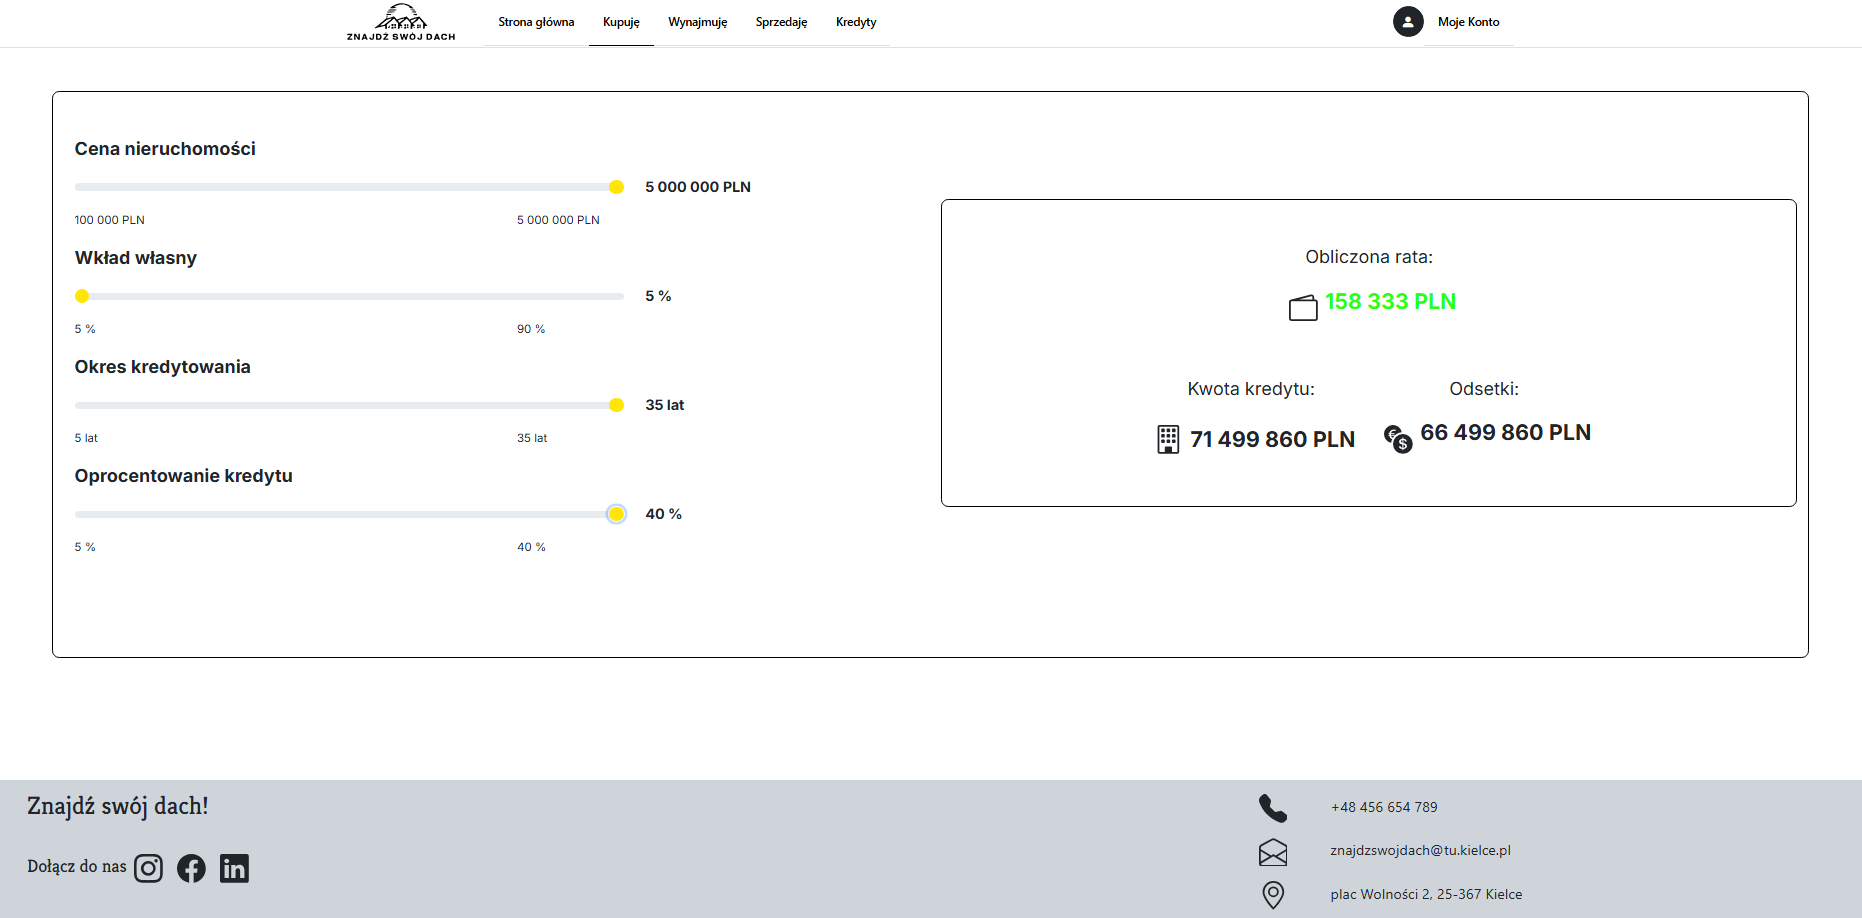 ZNAJDŹ SWÓJ DACH
Strona główna
Kupuję
Wynajmuję
Sprzedaję
Kredyty
Moje Konto
Cena nieruchomości
5 000 000 PLN
100 000 PLN
5 000 000 PLN
Wkład własny
5 %
5 %
90 %
Okres kredytowania
35 lat
5 lat
35 lat
Oprocentowanie kredytu
40 %
5 %
40 %
Obliczona rata:
158 333 PLN
Kwota kredytu:
71 499 860 PLN
Odsetki:
66 499 860 PLN
Znajdź swój dach!
Dołącz do nas
+48 456 654 789
znajdzswojdach@tu.kielce.pl
plac Wolności 2, 25-367 Kielce